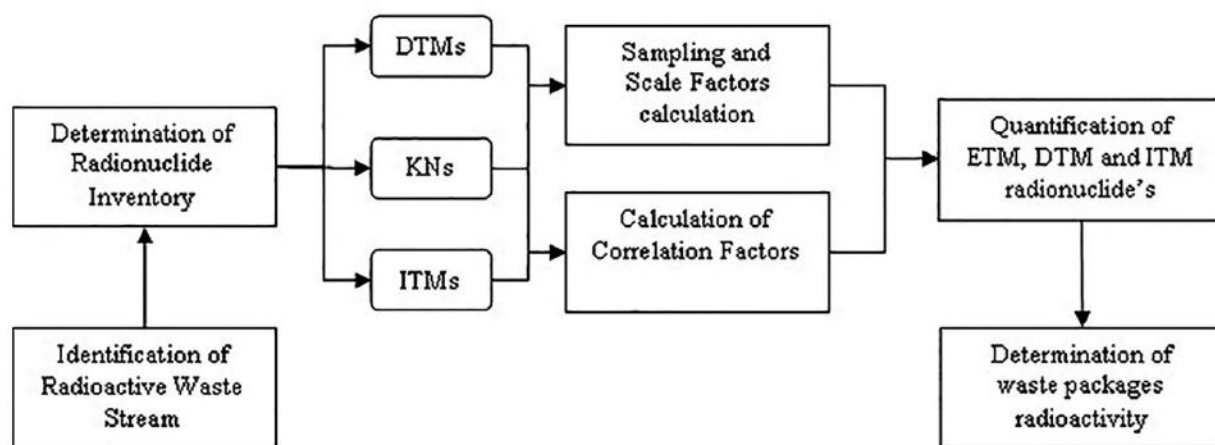 Identification of
Radioactive Waste
Stream
Determination of
Radionuclide
Inventory
DTMs
KNs
ITMs
Sampling and
Scale Factors
calculation
Calculation of
Correlation Factors
Quantification of
ETM, DTM and ITM
radionuclide's
Determination of
waste packages
radioactivity